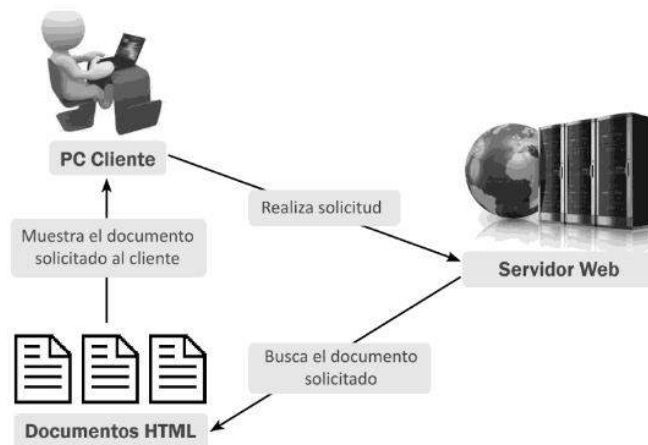 PC Cliente
Realiza solicitud
Servidor Web
Muestra el documento
solicitado al cliente
Busca el documento
solicitado
Documentos HTML